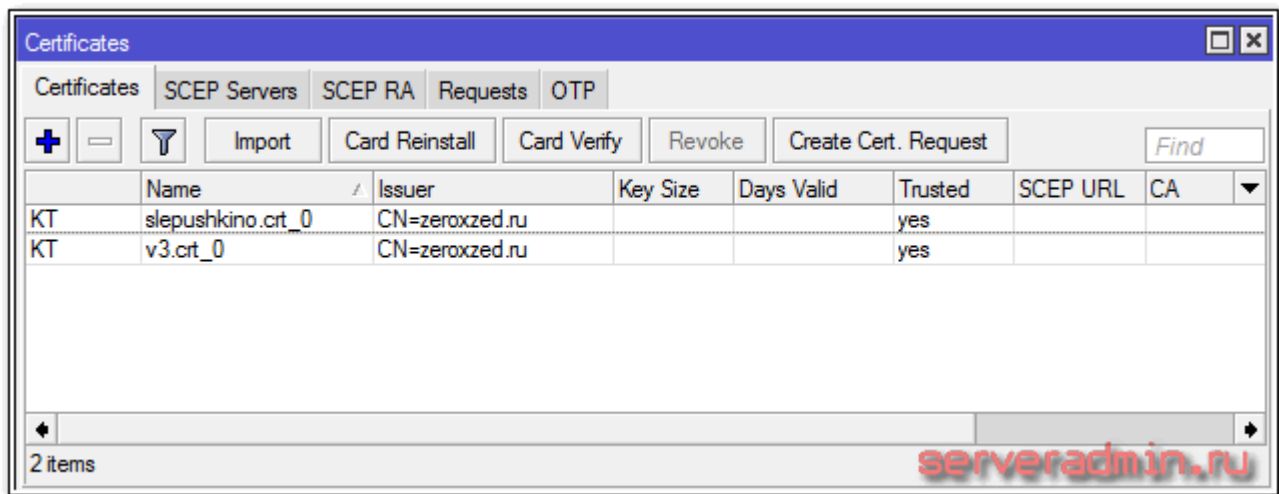 Certificates
Certificates SCEP Servers SCEP RA Requests OTP
Import Card Reinstall Card Verify Revoke Create Cert. Request Find
Name Issuer Key Size Days Valid Trusted SCEP URL CA
KT slepushkino.crt_0 CN=zeroxzed.ru yes
KT v3.crt_0 CN=zeroxzed.ru yes
2 items
serveradmin.ru